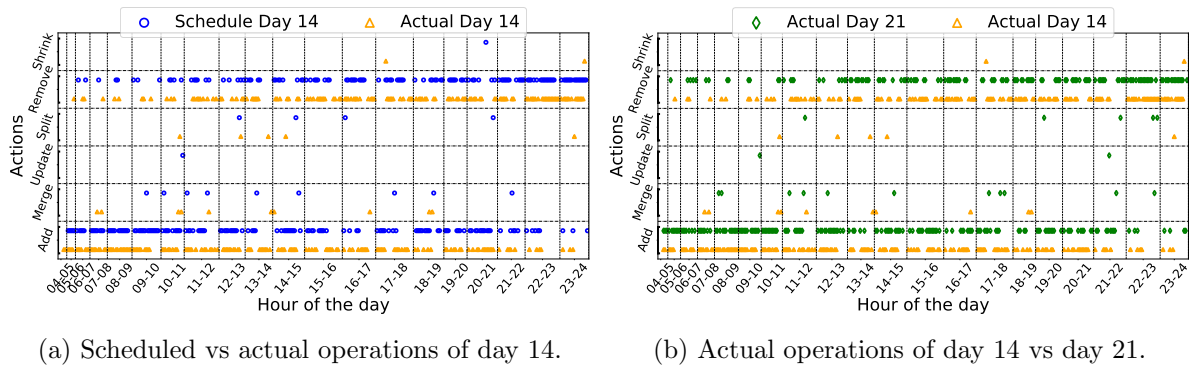 Schedule Day 14
Actual Day 14
Actions
Shrink
Remove
Split
Update
Merge
Add
04-05
05-06
06-07
07-08
08-09
09-10
10-11
11-12
12-13
13-14
14-15
15-16
16-17
17-18
18-19
19-20
20-21
21-22
22-23
23-24
Hour of the day
(a) Scheduled vs actual operations of day 14.
Actual Day 21
Actual Day 14
Actions
Shrink
Remove
Split
Update
Merge
Add
04-05
05-06
06-07
07-08
08-09
09-10
10-11
11-12
12-13
13-14
14-15
15-16
16-17
17-18
18-19
19-20
20-21
21-22
22-23
23-24
Hour of the day
(b) Actual operations of day 14 vs day 21.